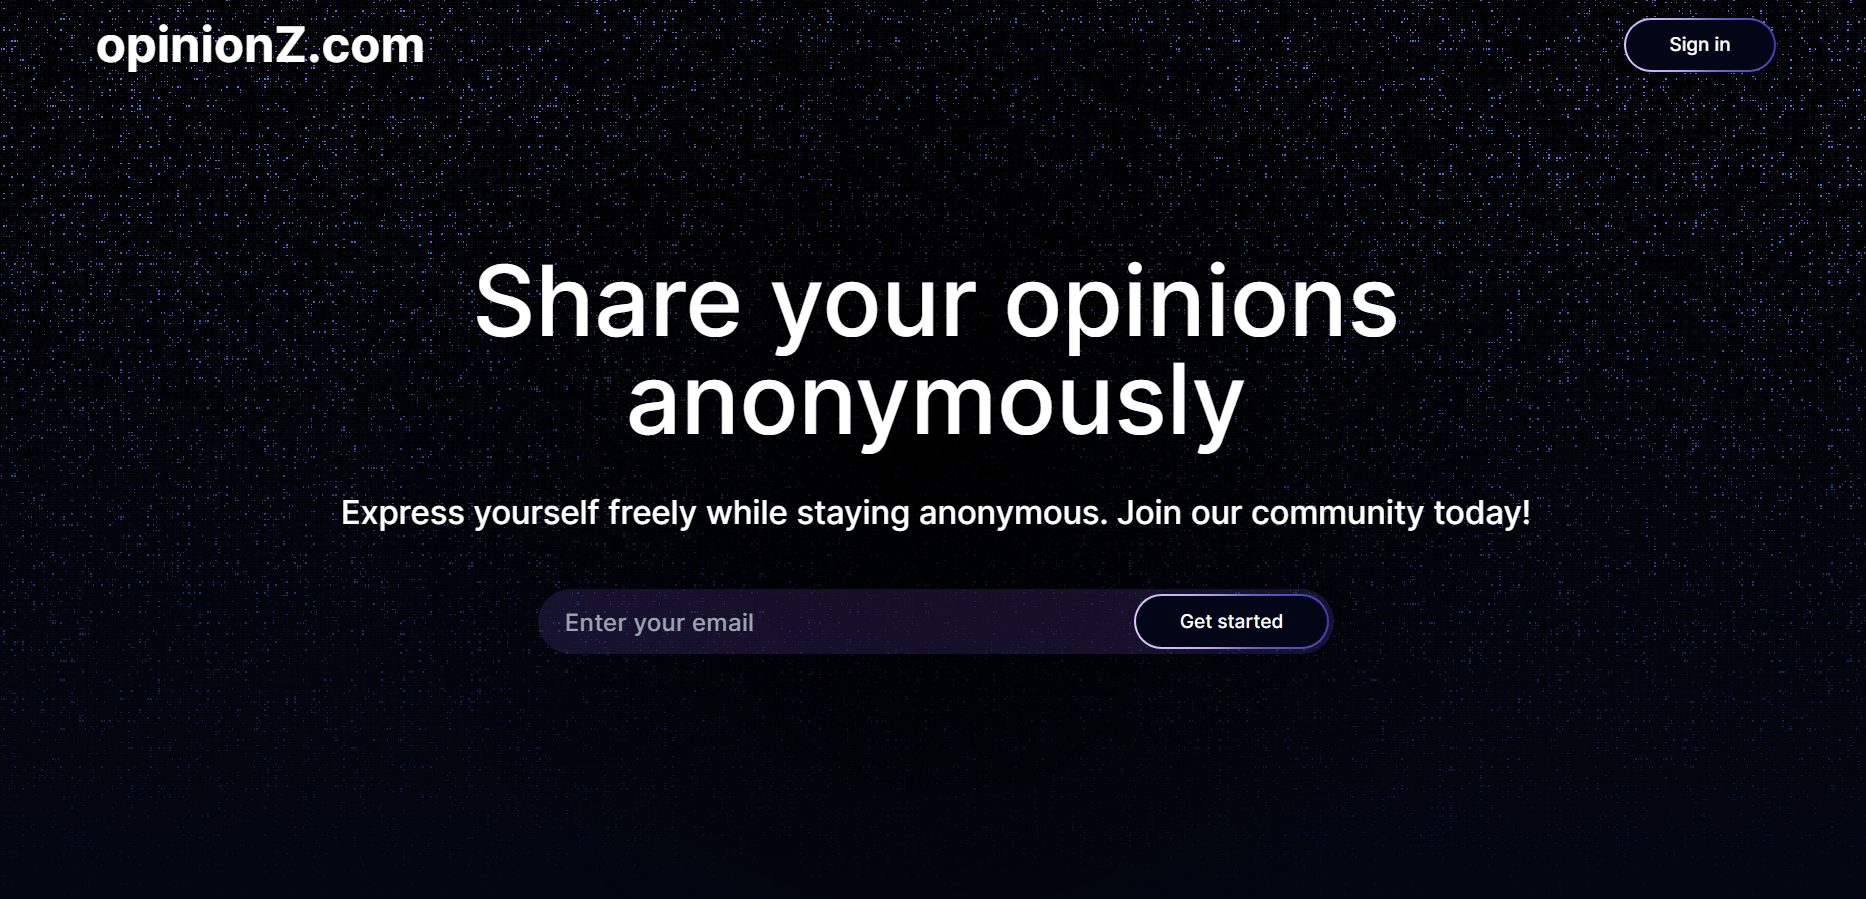 opinionZ.com
Sign in
Share your opinions
anonymously
Express yourself freely while staying anonymous. Join our community today!
Enter your email
Get started